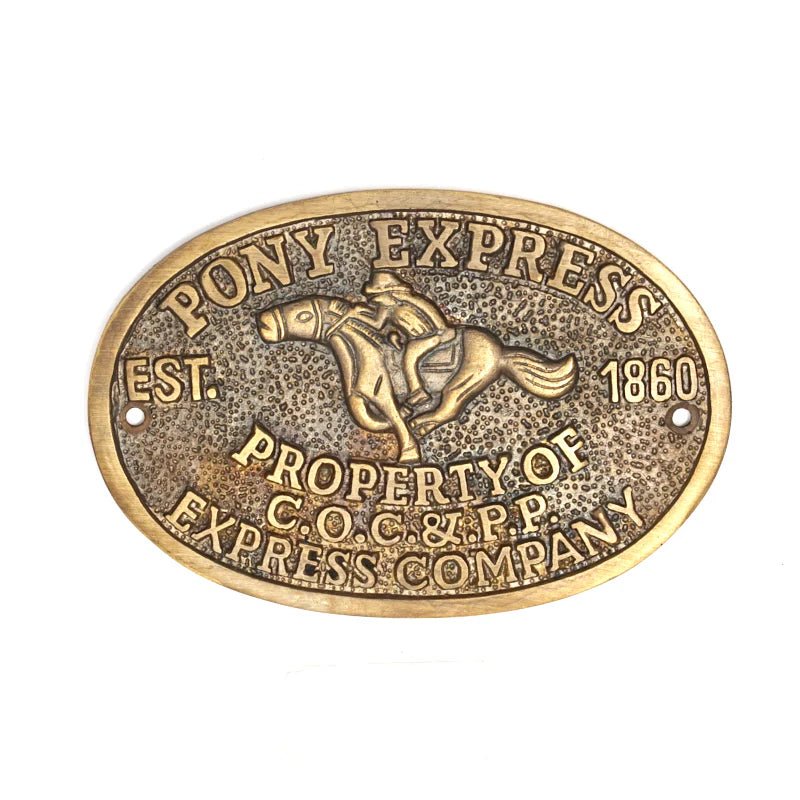 PONY EXPRESS
EST. 1860
PROPERTY OF
C.O.C.&.P.P.
EXPRESS COMPANY